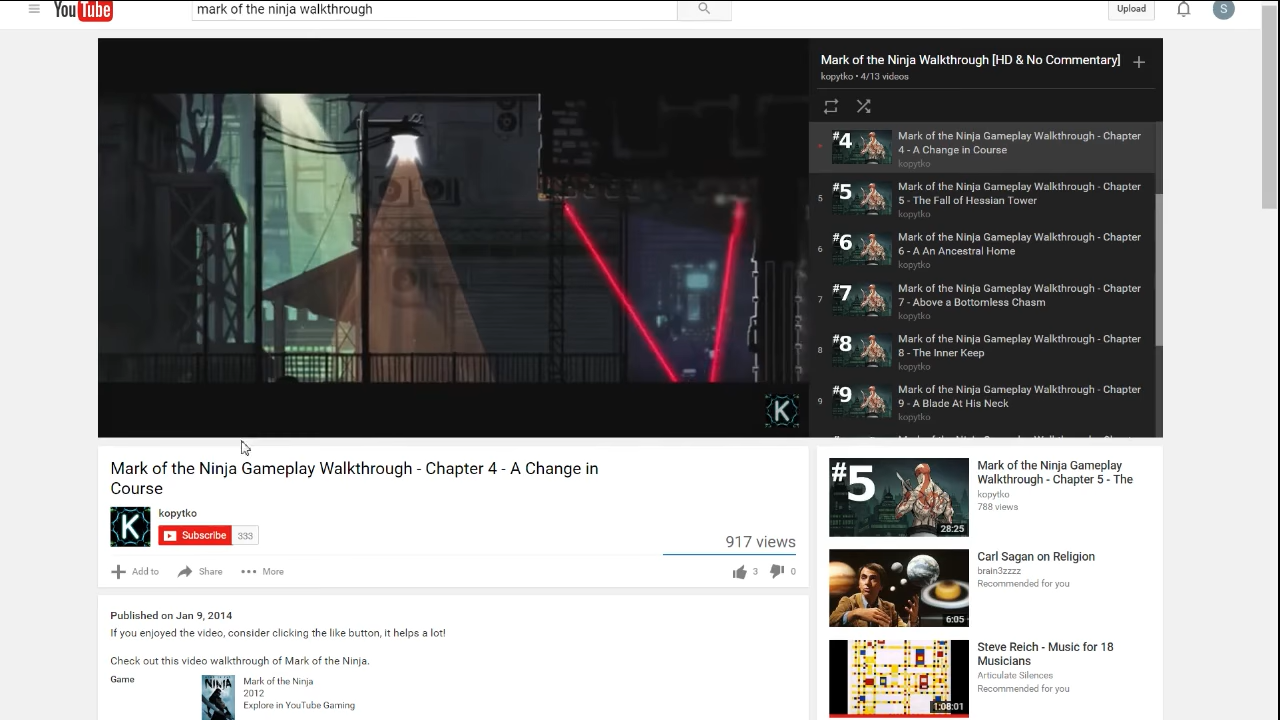 YouTube
mark of the ninja walkthrough
Upload
S
Mark of the Ninja Walkthrough [HD & No Commentary]
kopytko • 4/13 videos
#4
Mark of the Ninja Gameplay Walkthrough - Chapter
4 - A Change in Course
kopytko
5
#5
Mark of the Ninja Gameplay Walkthrough - Chapter
5 - The Fall of Hessian Tower
kopytko
6
#6
Mark of the Ninja Gameplay Walkthrough - Chapter
6 - A An Ancestral Home
kopytko
7
#7
Mark of the Ninja Gameplay Walkthrough - Chapter
7 - Above a Bottomless Chasm
kopytko
8
#8
Mark of the Ninja Gameplay Walkthrough - Chapter
8 - The Inner Keep
kopytko
9
#9
Mark of the Ninja Gameplay Walkthrough - Chapter
9 - A Blade At His Neck
kopytko
K
Mark of the Ninja Gameplay Walkthrough - Chapter 4 - A Change in
Course
K
kopytko
Subscribe 333
917 views
Add to Share More
3 0
Published on Jan 9, 2014
If you enjoyed the video, consider clicking the like button, it helps a lot!
Check out this video walkthrough of Mark of the Ninja.
Game
NINJA
Mark of the Ninja
2012
Explore in YouTube Gaming
#5
28:25
Mark of the Ninja Gameplay
Walkthrough - Chapter 5 - The
kopytko
788 views
6:05
Carl Sagan on Religion
brain3zzzz
Recommended for you
1:08:01
Steve Reich - Music for 18
Musicians
Articulate Silences
Recommended for you